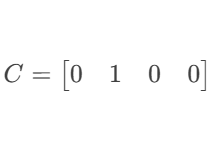 C = [0 1 0 0]